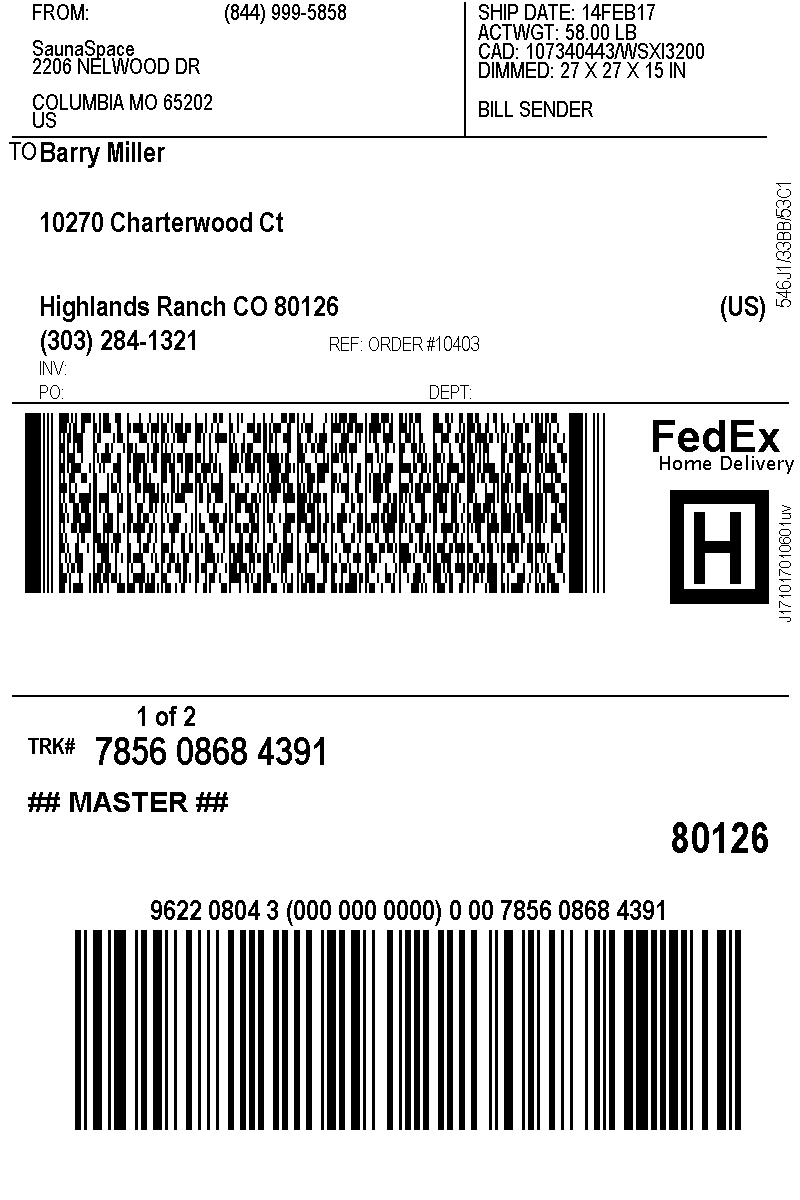 FROM: (844) 999-5858
SaunaSpace
2206 NELWOOD DR
COLUMBIA MO 65202
US
SHIP DATE: 14FEB17
ACTWGT: 58.00 LB
CAD: 107340443/WSXI3200
DIMMED: 27 X 27 X 15 IN
BILL SENDER
TO Barry Miller
10270 Charterwood Ct
Highlands Ranch CO 80126 (US)
(303) 284-1321 REF: ORDER #10403
INV:
PO: DEPT:
546J1/33BB/53C1
FedEx
Home Delivery
H
J171017010601uv
1 of 2
TRK# 7856 0868 4391
## MASTER ##
80126
9622 0804 3 (000 000 0000) 0 00 7856 0868 4391